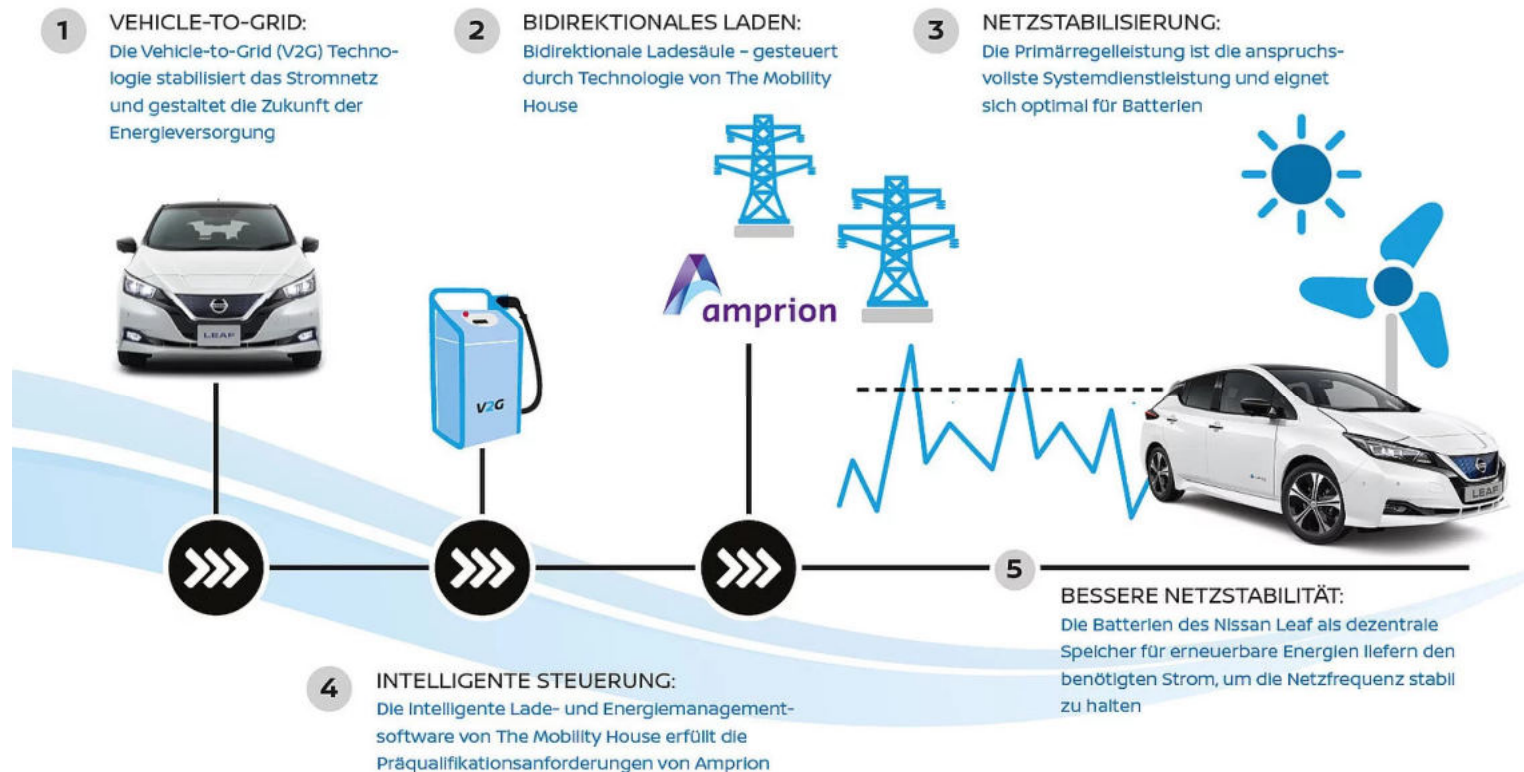 1
VEHICLE-TO-GRID:
Die Vehicle-to-Grid (V2G) Techno-
logie stabilisiert das Stromnetz
und gestaltet die Zukunft der
Energieversorgung
2
BIDIREKTIONALES LADEN:
Bidirektionale Ladesäule – gesteuert
durch Technologie von The Mobility
House
3
NETZSTABILISIERUNG:
Die Primärregelleistung ist die anspruchs-
vollste Systemdienstleistung und eignet
sich optimal für Batterien
LEAF
V2G
amprion
LEAF
4
INTELLIGENTE STEUERUNG:
Die intelligente Lade- und Energiemanagement-
software von The Mobility House erfüllt die
Präqualifikationsanforderungen von Amprion
5
BESSERE NETZSTABILITÄT:
Die Batterien des Nissan Leaf als dezentrale
Speicher für erneuerbare Energien liefern den
benötigten Strom, um die Netzfrequenz stabil
zu halten